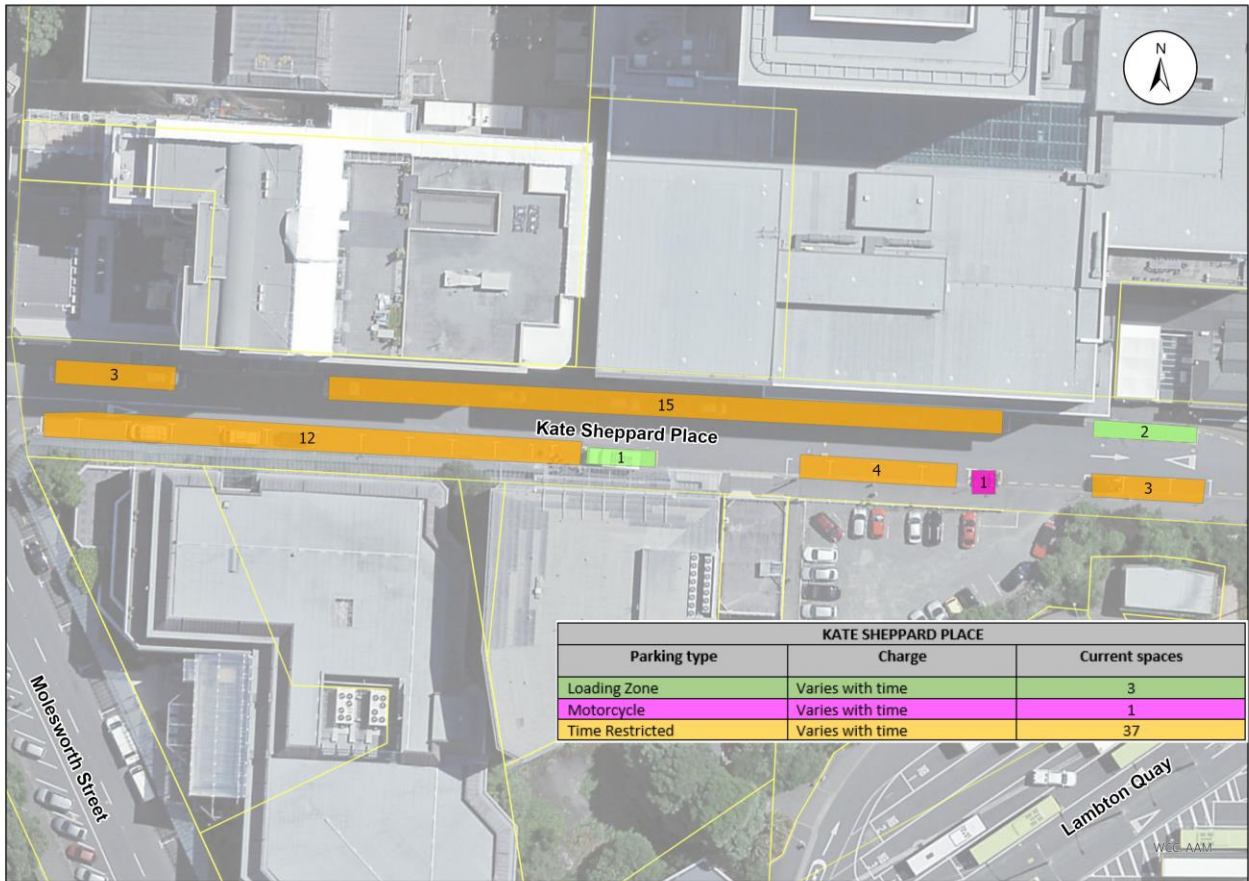 N
3
15
12
Kate Sheppard Place
2
1
4
1
3
KATE SHEPPARD PLACE
Parking type Charge Current spaces
Loading Zone Varies with time 3
Motorcycle Varies with time 1
Time Restricted Varies with time 37
Molesworth Street
Lambton Quay
WCC-AAM